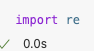 import re
✓ 0.0s